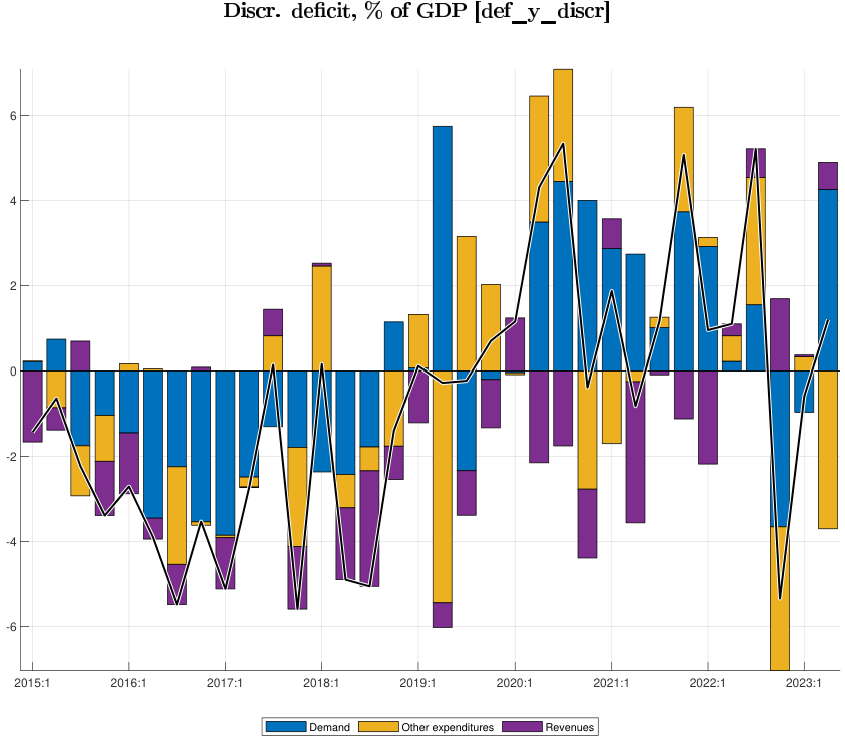 Discr. deficit, % of GDP [def_y_discr]
6
4
2
0
-2
-4
-6
2015:1 2016:1 2017:1 2018:1 2019:1 2020:1 2021:1 2022:1 2023:1
Demand Other expenditures Revenues